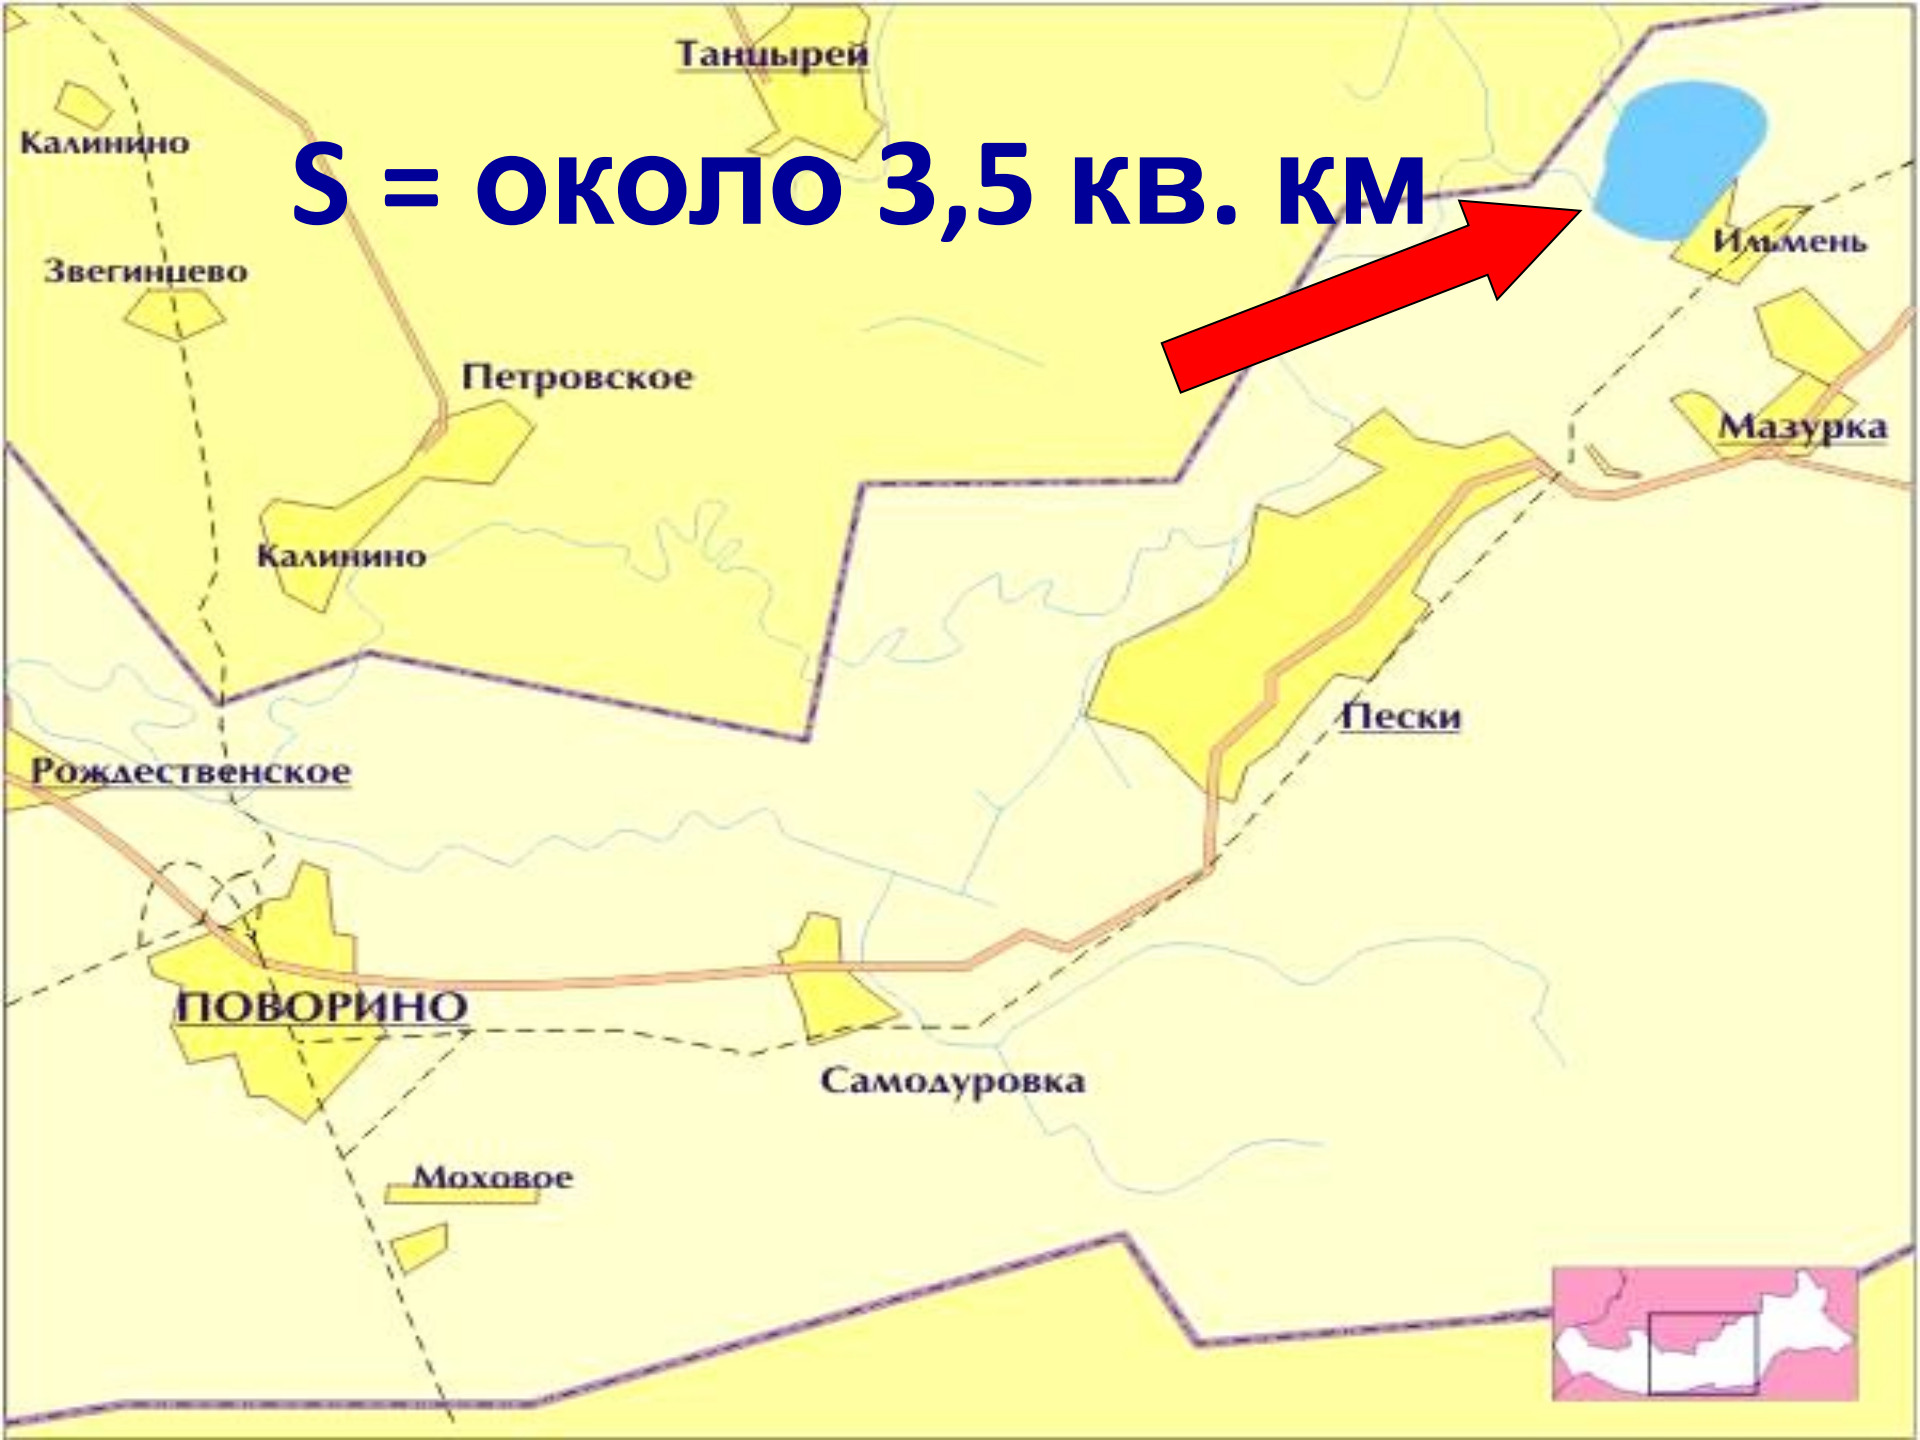 Танцырей
Калинино
S = около 3,5 кв. км
Ильмень
Звегинцево
Петровское
Мазурка
Калинино
Пески
Рождественское
ПОВОРИНО
Самодуровка
Моховое